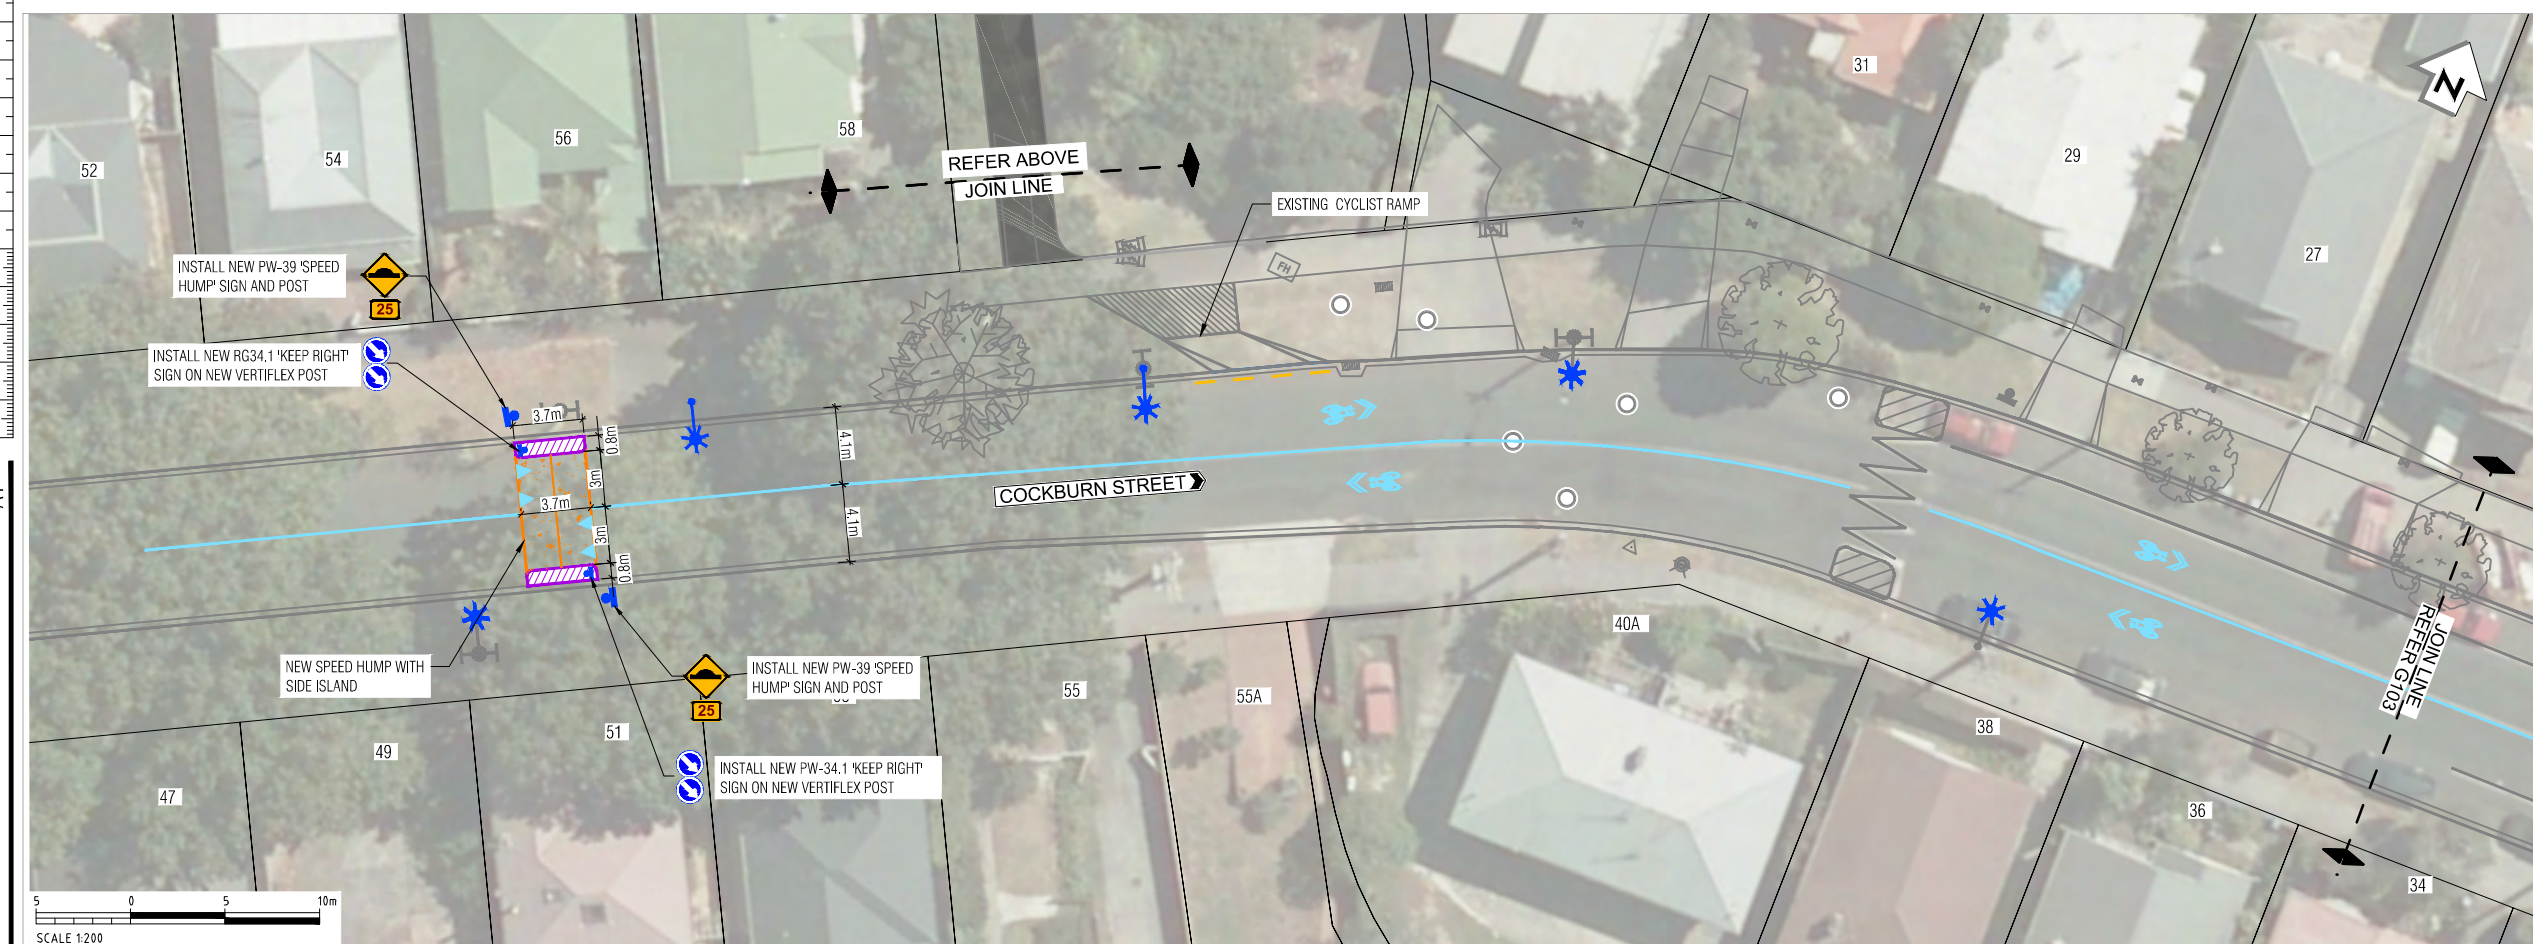 31
58
56
54
52
29
27
REFER ABOVE
JOIN LINE
EXISTING CYCLIST RAMP
FH
INSTALL NEW PW-39 'SPEED
HUMP' SIGN AND POST
25
INSTALL NEW RG34.1 'KEEP RIGHT'
SIGN ON NEW VERTIFLEX POST
3.7m
0.8m
3m
3.7m
3m
0.8m
4.1m
4.1m
COCKBURN STREET
NEW SPEED HUMP WITH
SIDE ISLAND
INSTALL NEW PW-39 'SPEED
HUMP' SIGN AND POST
25
INSTALL NEW PW-34.1 'KEEP RIGHT'
SIGN ON NEW VERTIFLEX POST
40A
55
55A
51
49
47
38
36
34
JOIN LINE
REFER G103
N
5 0 5 10m
SCALE 1:200